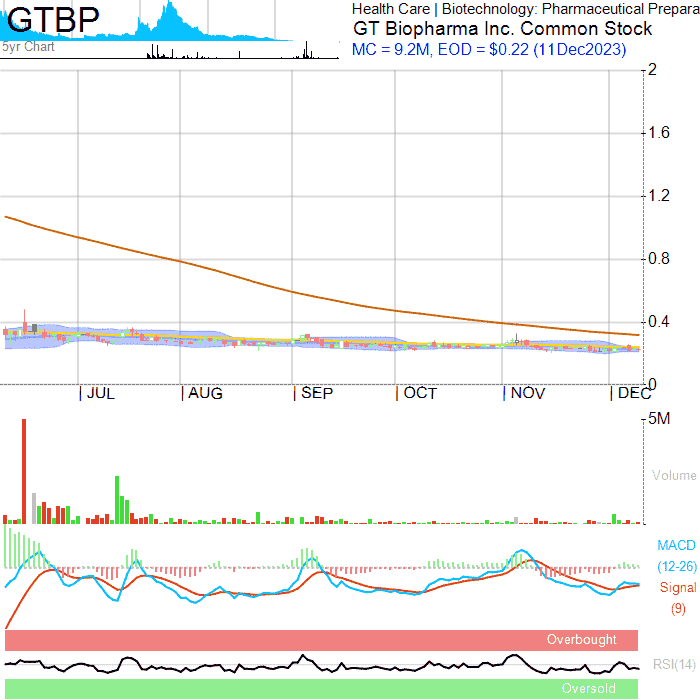 GTBP
5yr Chart
Health Care | Biotechnology: Pharmaceutical Prepara
GT Biopharma Inc. Common Stock
MC = 9.2M, EOD = $0.22 (11Dec2023)
2
1.6
1.2
0.8
0.4
0
| JUL | AUG | SEP | OCT | NOV | DEC
5M
Volume
MACD
(12-26)
Signal
(9)
Overbought
RSI(14)
Oversold